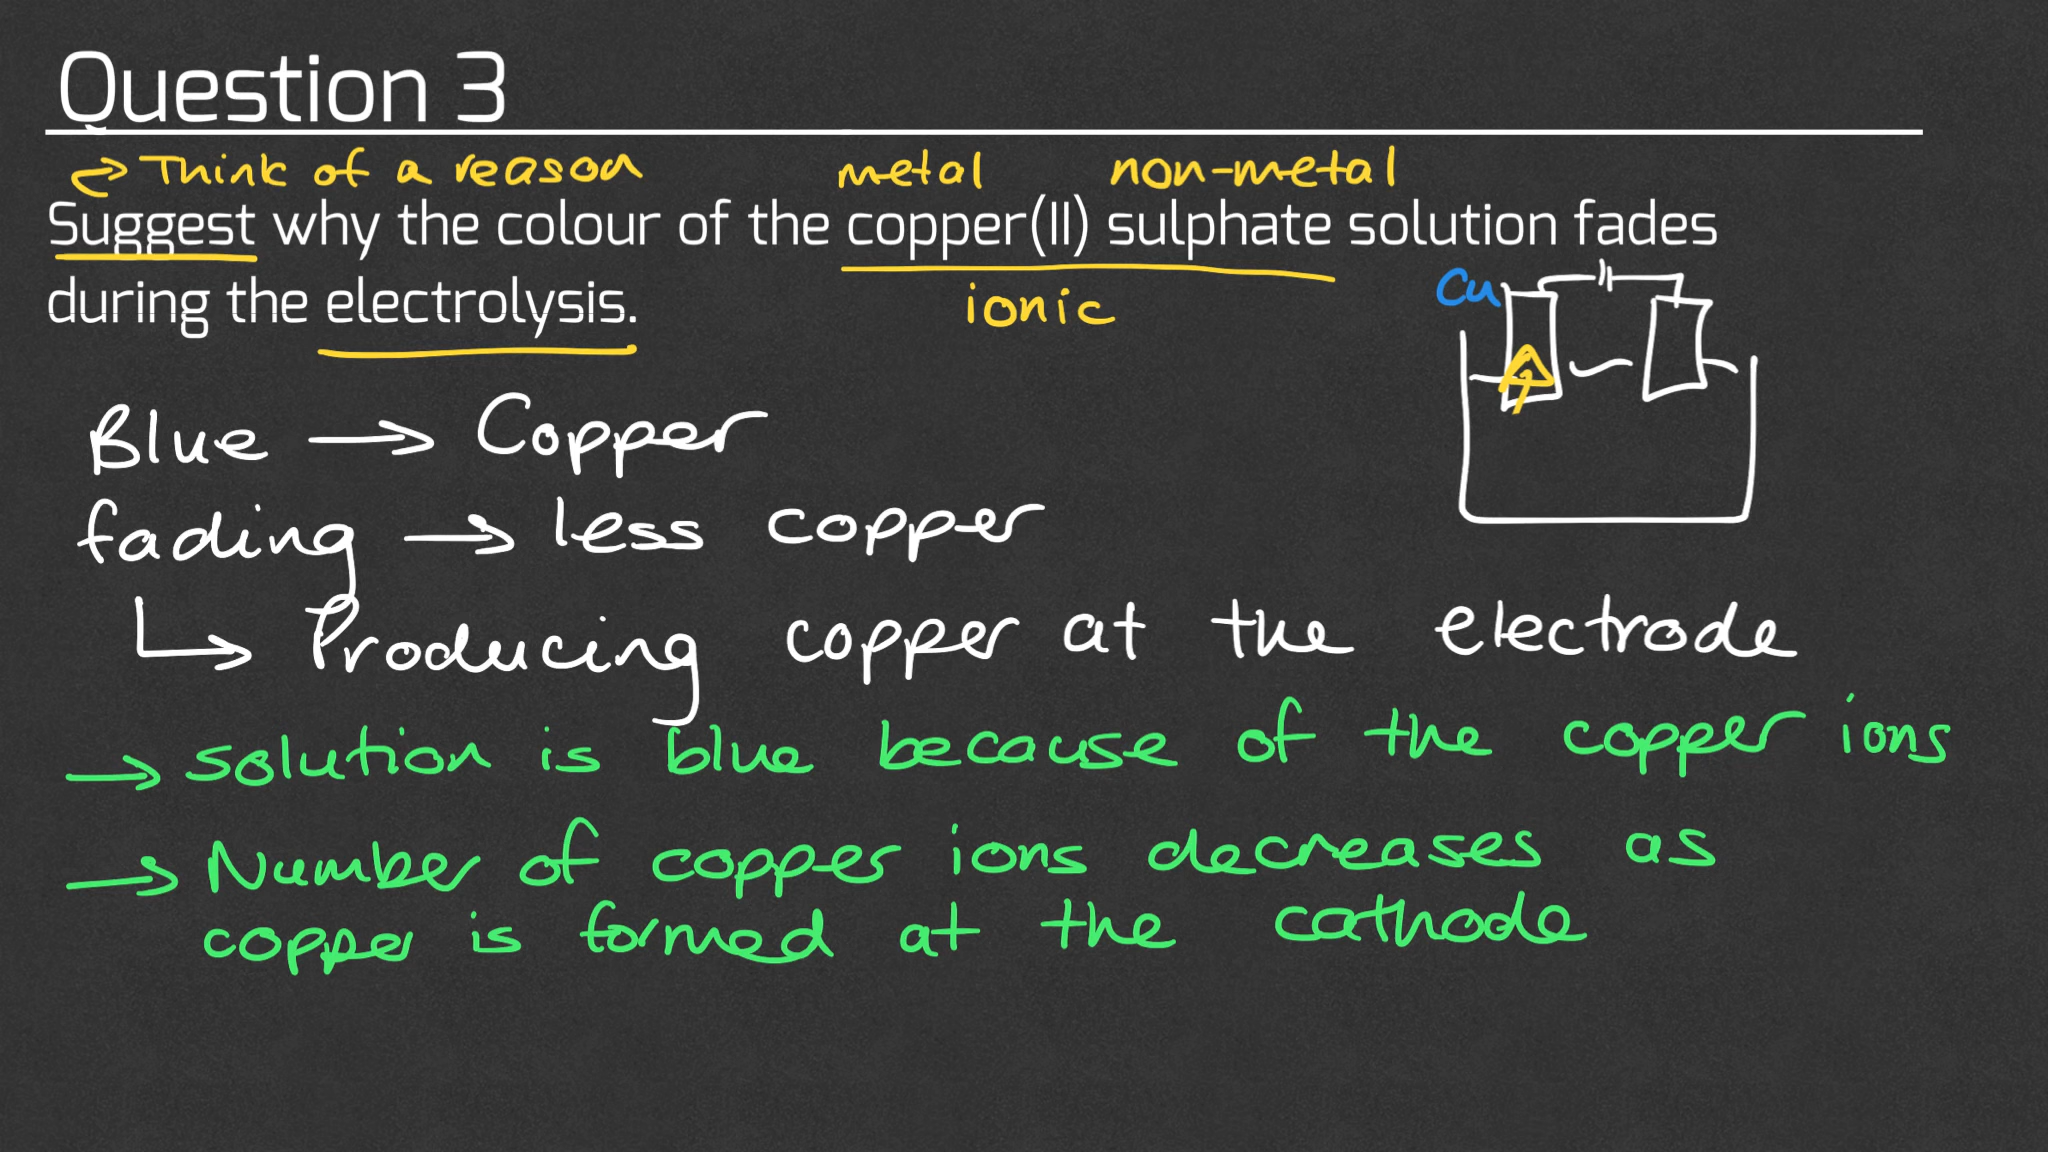 Question 3
→ Think of a reason metal non-metal
Suggest why the colour of the copper(II) sulphate solution fades
during the electrolysis.
ionic
Cu
Blue → Copper
fading → less copper
↳ Producing copper at the electrode
→ solution is blue because of the copper ions
→ Number of copper ions decreases as
copper is formed at the cathode